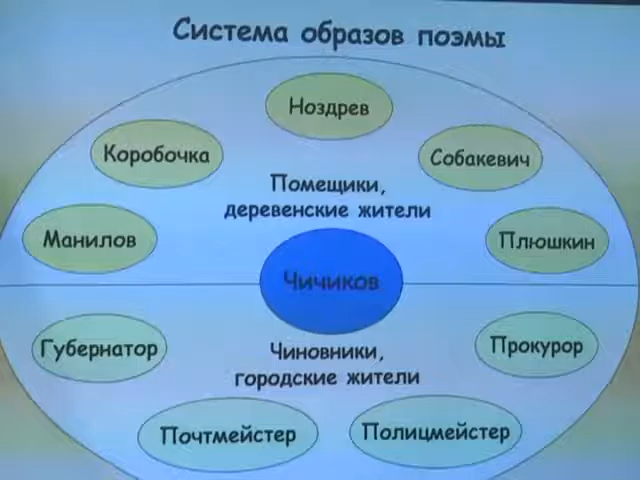 Система образов поэмы
Ноздрев
Коробочка
Собакевич
Помещики,
деревенские жители
Манилов
Плюшкин
Чичиков
Губернатор
Прокурор
Чиновники,
городские жители
Почтмейстер
Полицмейстер